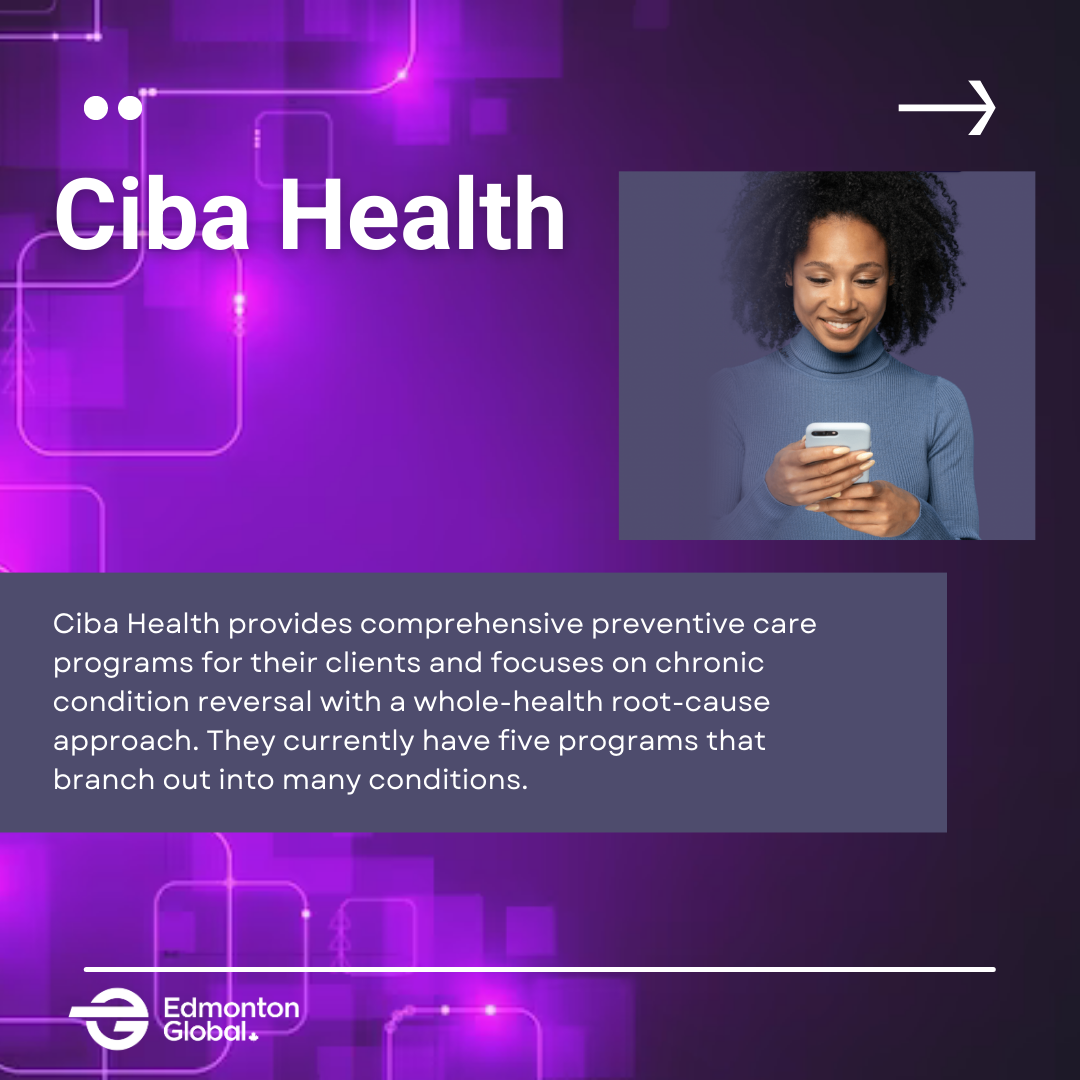 Ciba Health
Ciba Health provides comprehensive preventive care
programs for their clients and focuses on chronic
condition reversal with a whole-health root-cause
approach. They currently have five programs that
branch out into many conditions.
Edmonton
Global